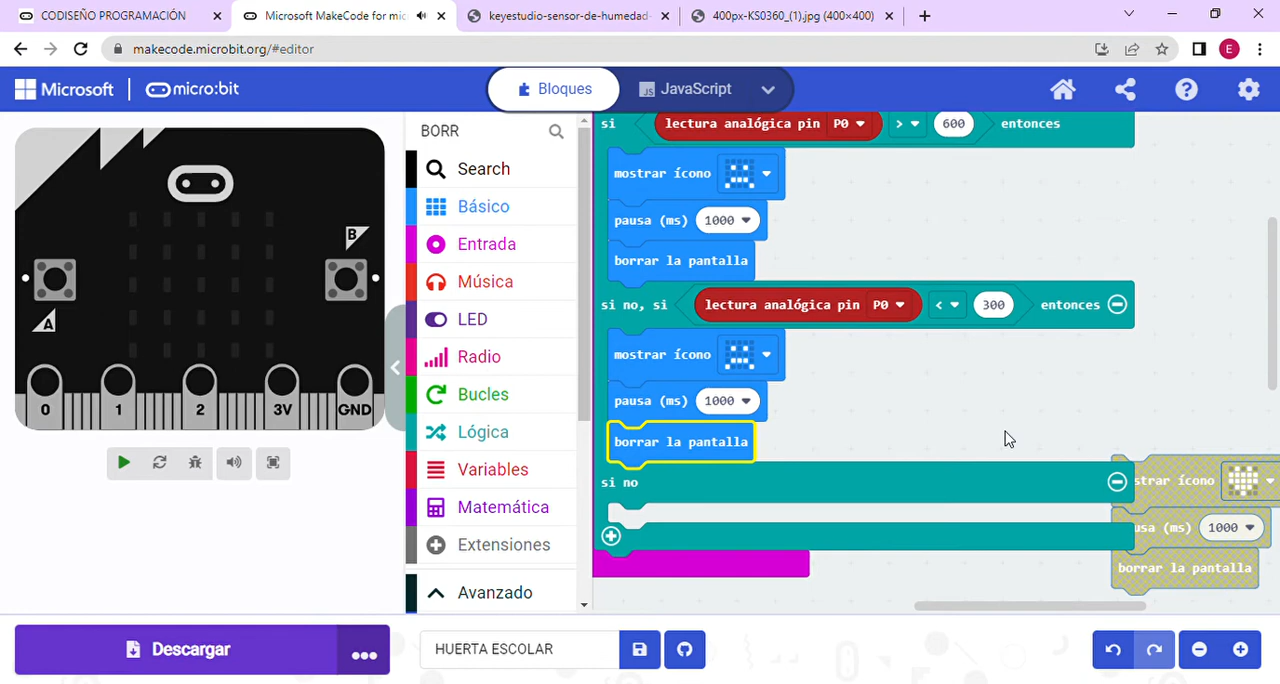 CODISEÑO PROGRAMACIÓN
Microsoft MakeCode for mic
keyestudio-sensor-de-humedad-
400px-KS0360_(1).jpg (400×400)
makecode.microbit.org/#editor
E
Microsoft
micro:bit
Bloques
JS JavaScript
BORR
Search
Básico
Entrada
Música
LED
Radio
Bucles
Lógica
Variables
Matemática
Extensiones
Avanzado
A
B
0 1 2 3V GND
si lectura analógica pin P0 > 600 entonces
mostrar ícono
pausa (ms) 1000
borrar la pantalla
si no, si lectura analógica pin P0 < 300 entonces
mostrar ícono
pausa (ms) 1000
borrar la pantalla
si no
strar ícono
usa (ms) 1000
borrar la pantalla
Descargar
HUERTA ESCOLAR